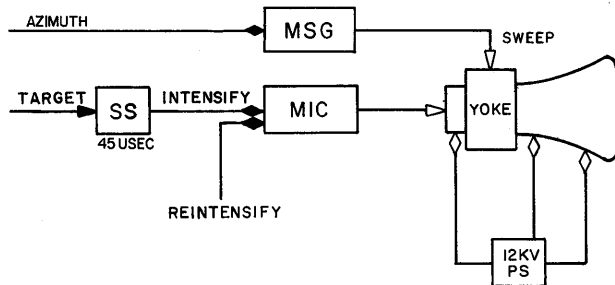 AZIMUTH
MSG
SWEEP
TARGET
SS
45 USEC
INTENSIFY
MIC
YOKE
REINTENSIFY
12KV
PS